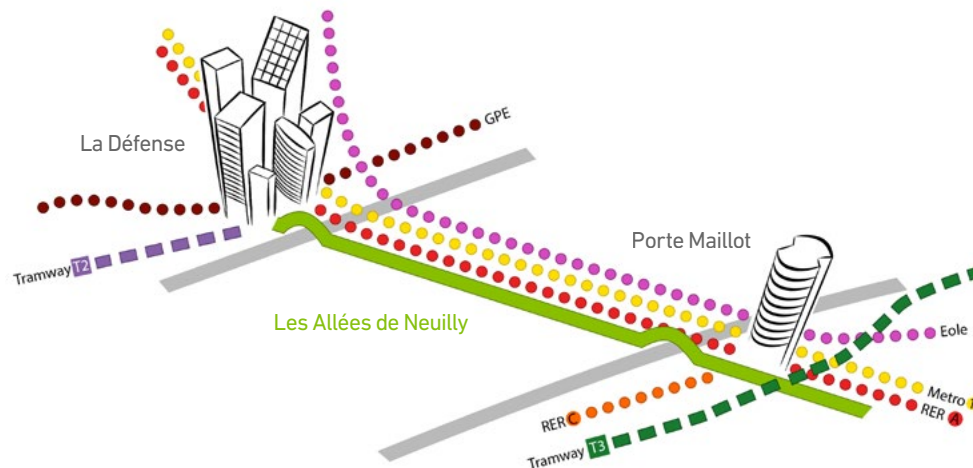 GPE
La Défense
Porte Maillot
Tramway T2
Les Allées de Neuilly
Eole
Metro 1
RER A
RER C
Tramway T3